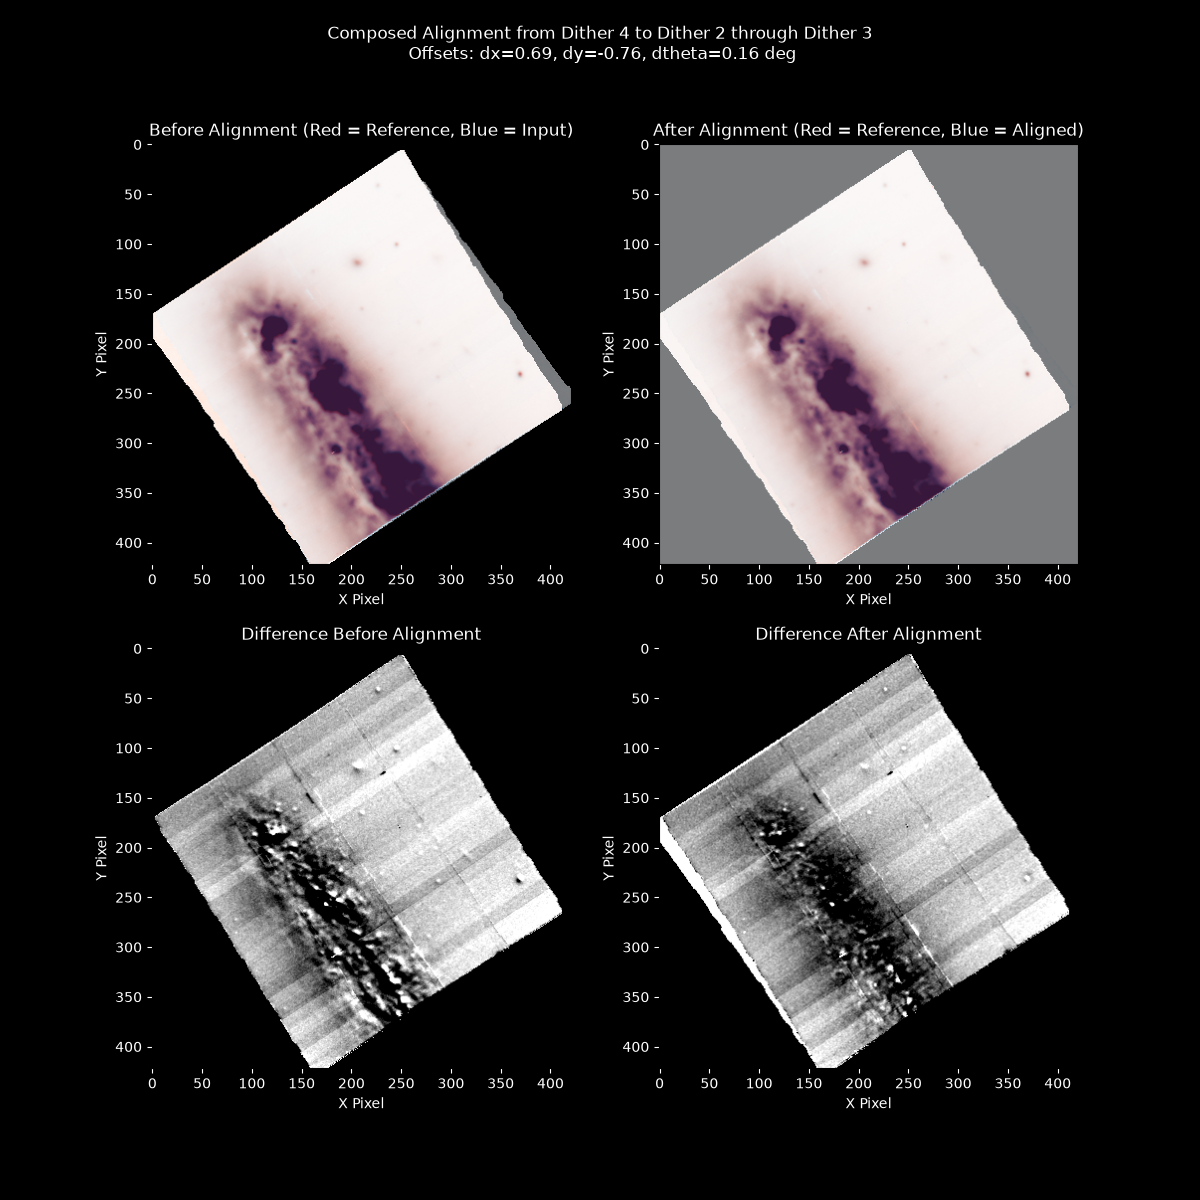 Composed Alignment from Dither 4 to Dither 2 through Dither 3
Offsets: dx=0.69, dy=-0.76, dtheta=0.16 deg
Before Alignment (Red = Reference, Blue = Input)
0
50
100
150
200
250
300
350
400
Y Pixel
0 50 100 150 200 250 300 350 400
X Pixel
After Alignment (Red = Reference, Blue = Aligned)
0
50
100
150
200
250
300
350
400
Y Pixel
0 50 100 150 200 250 300 350 400
X Pixel
Difference Before Alignment
0
50
100
150
200
250
300
350
400
Y Pixel
0 50 100 150 200 250 300 350 400
X Pixel
Difference After Alignment
0
50
100
150
200
250
300
350
400
Y Pixel
0 50 100 150 200 250 300 350 400
X Pixel